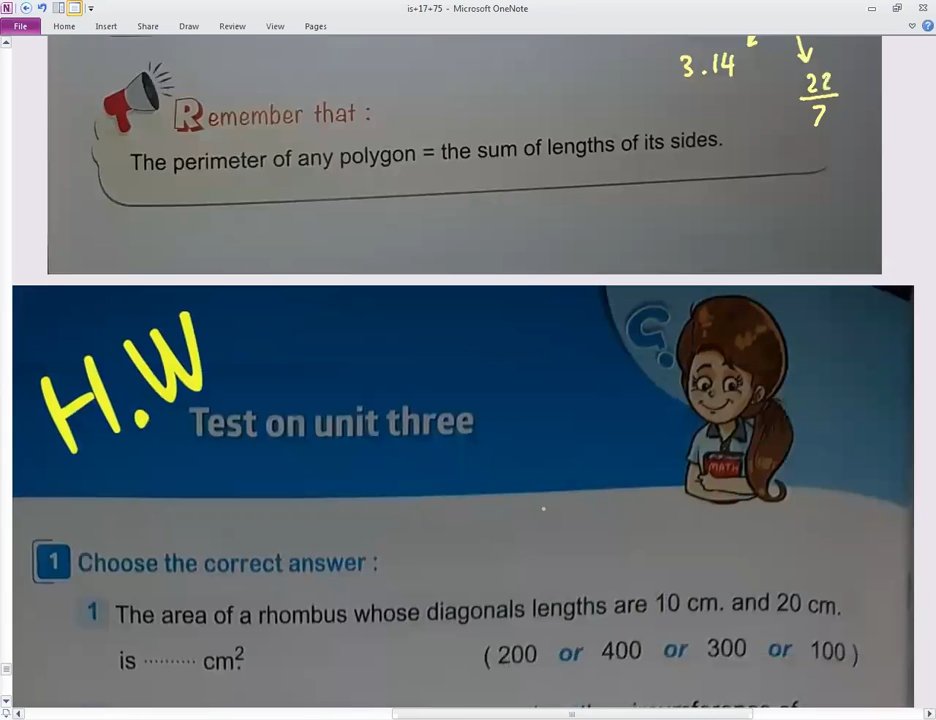 is+17+75 - Microsoft OneNote
File Home Insert Share Draw Review View Pages
3.14
22
7
Remember that :
The perimeter of any polygon = the sum of lengths of its sides.
H.W
Test on unit three
MATH
1 Choose the correct answer :
1 The area of a rhombus whose diagonals lengths are 10 cm. and 20 cm.
is .......... cm².
( 200 or 400 or 300 or 100 )